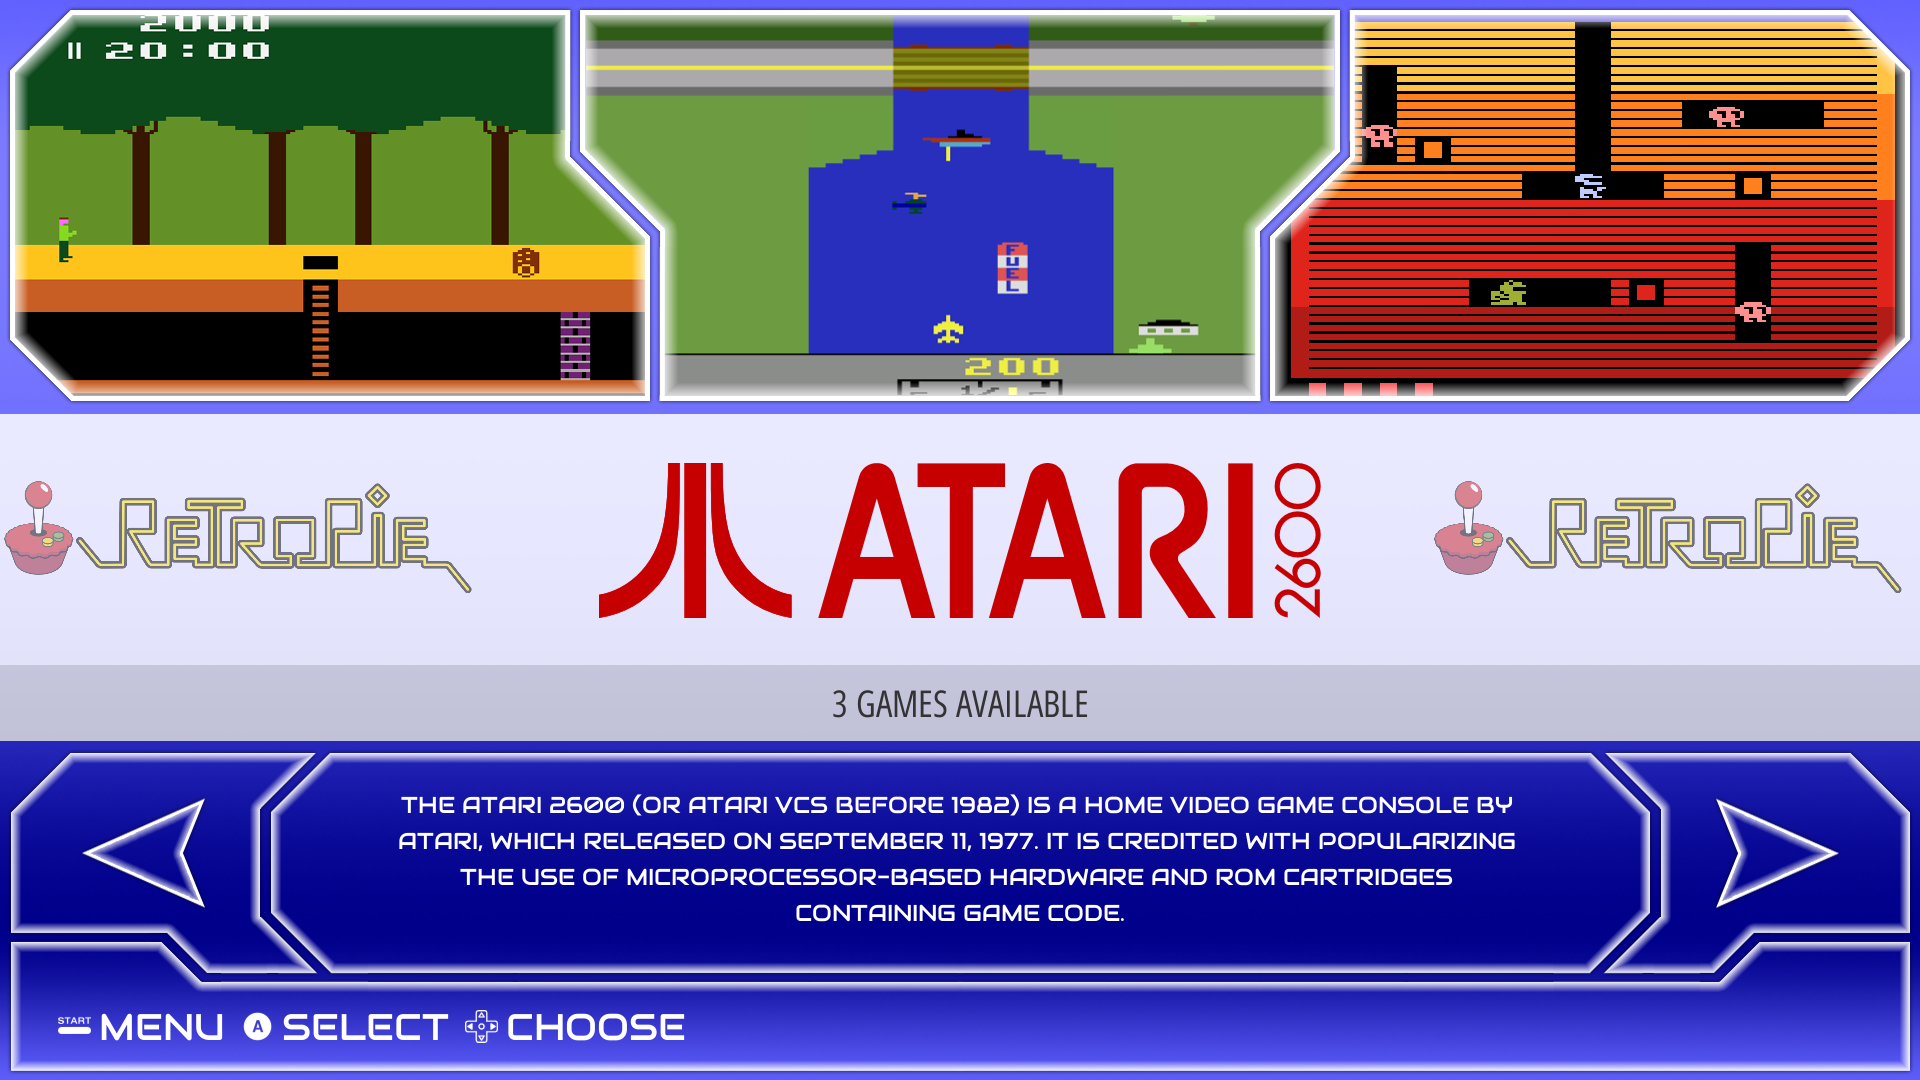 2000
20:00
FUEL
200
RETROPIE
ATARI 2600
RETROPIE
3 GAMES AVAILABLE
THE ATARI 2600 (OR ATARI VCS BEFORE 1982) IS A HOME VIDEO GAME CONSOLE BY
ATARI, WHICH RELEASED ON SEPTEMBER 11, 1977. IT IS CREDITED WITH POPULARIZING
THE USE OF MICROPROCESSOR-BASED HARDWARE AND ROM CARTRIDGES
CONTAINING GAME CODE.
START MENU A SELECT CHOOSE